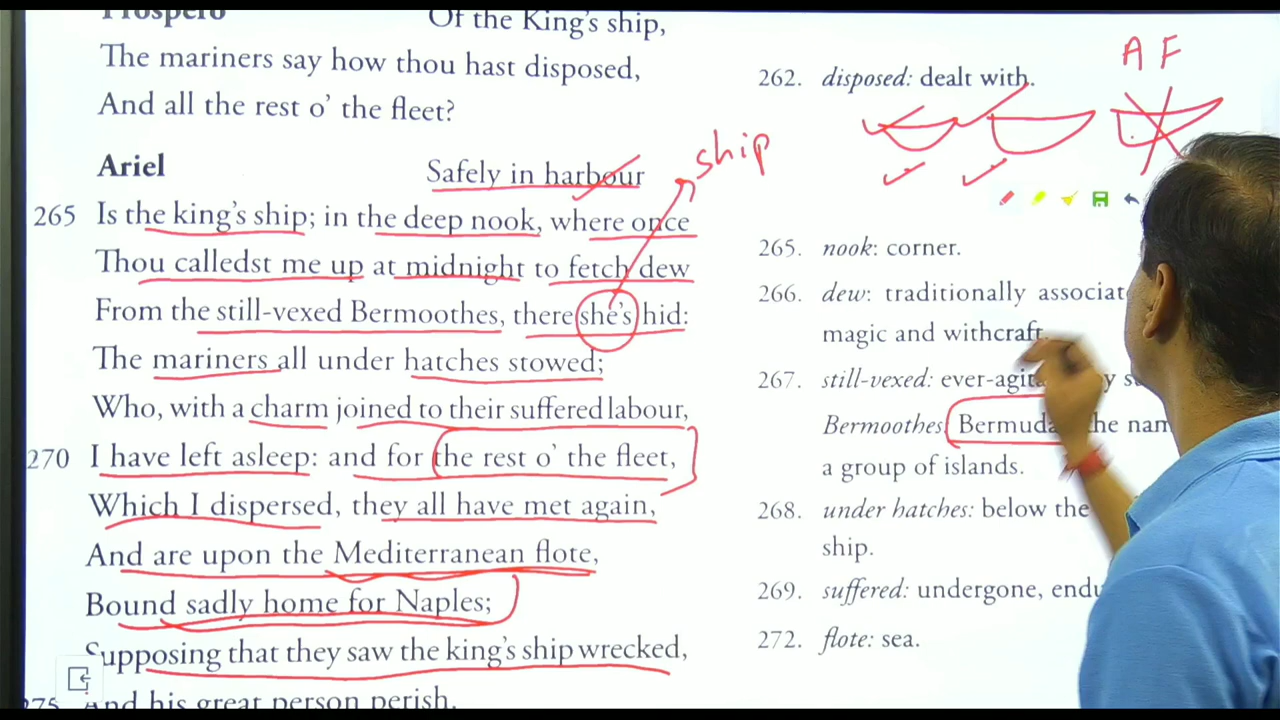 Prospero Of the King's ship,
The mariners say how thou hast disposed,
And all the rest o' the fleet?
Ariel Safely in harbour
265 Is the king's ship; in the deep nook, where once
Thou calledst me up at midnight to fetch dew
From the still-vexed Bermoothes, there she's hid:
The mariners all under hatches stowed;
Who, with a charm joined to their suffered labour,
270 I have left asleep: and for the rest o' the fleet,
Which I dispersed, they all have met again,
And are upon the Mediterranean flote,
Bound sadly home for Naples;
Supposing that they saw the king's ship wrecked,
275 And his great person perish.
ship
A F
262. disposed: dealt with.
265. nook: corner.
266. dew: traditionally
magic and withcraft.
267. still-vexed:
Bermoothes
a group of islands.
268. under hatches: below the
ship.
269. suffered: undergone,
272. flote: sea.